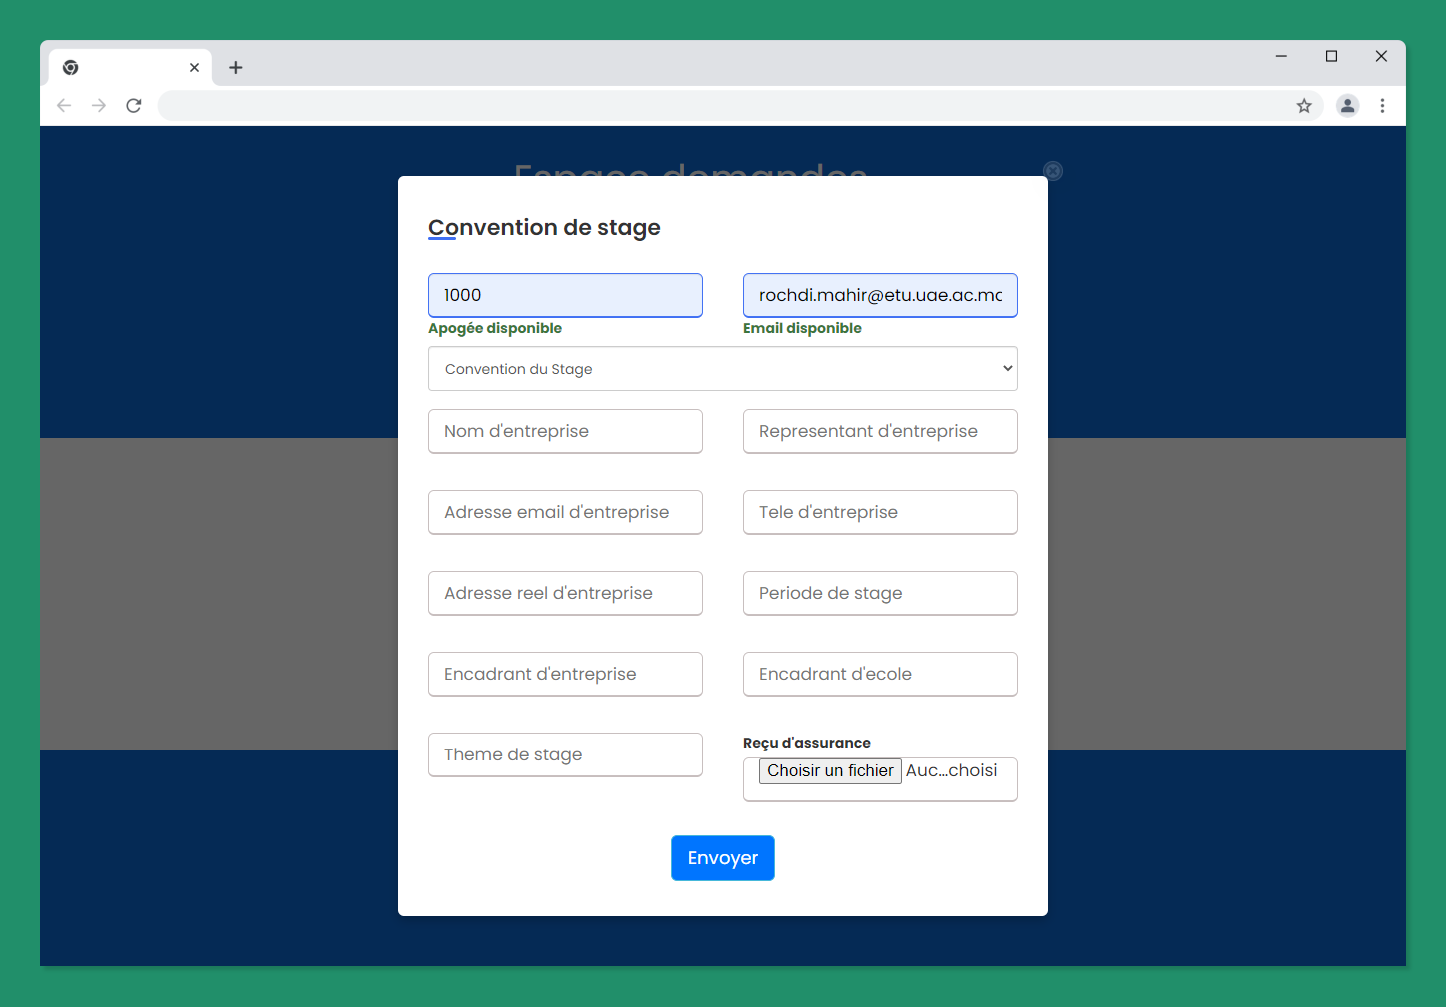 Espace demandes
Convention de stage
1000
rochdi.mahir@etu.uae.ac.ma
Apogée disponible
Email disponible
Convention du Stage
Nom d'entreprise
Representant d'entreprise
Adresse email d'entreprise
Tele d'entreprise
Adresse reel d'entreprise
Periode de stage
Encadrant d'entreprise
Encadrant d'ecole
Theme de stage
Reçu d'assurance
Choisir un fichier Auc...choisi
Envoyer